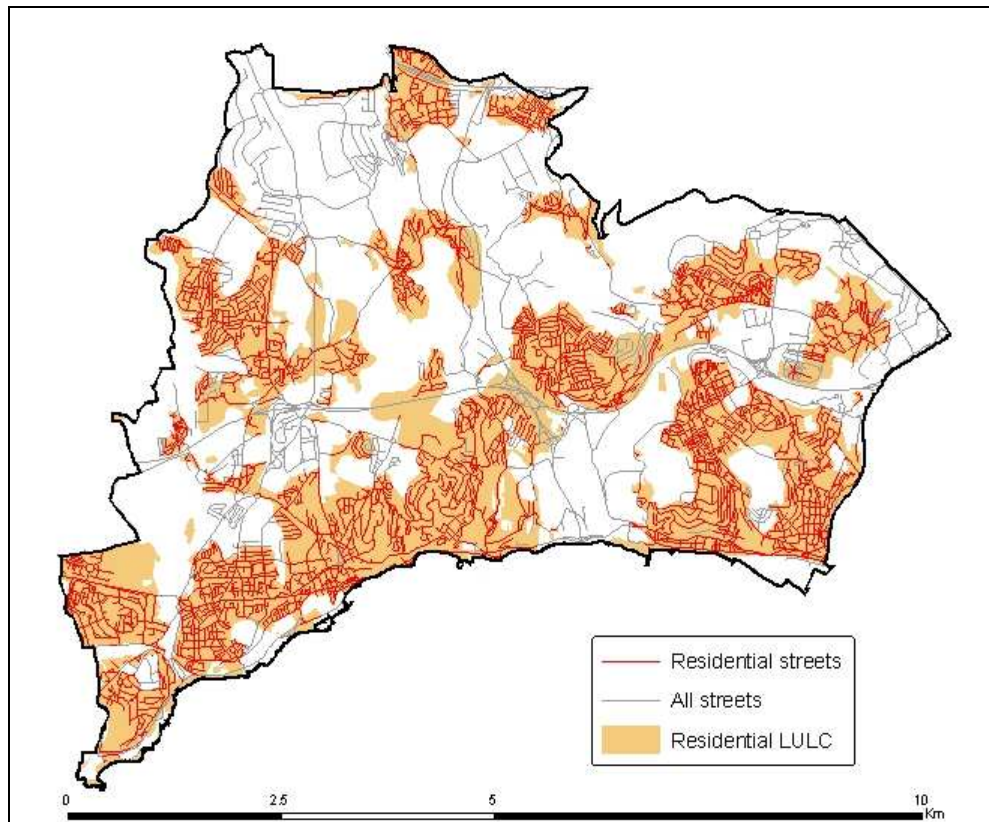 Residential streets
All streets
Residential LULC
0 2.5 5 10
Km